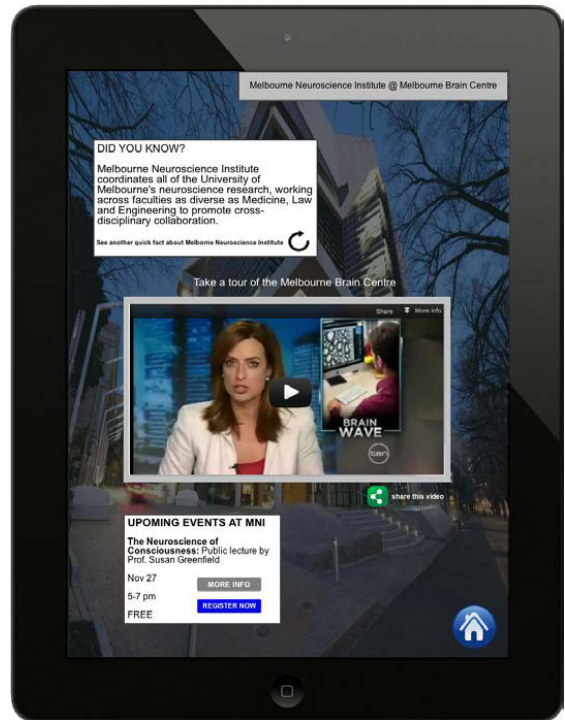 Melbourne Neuroscience Institute @ Melbourne Brain Centre
DID YOU KNOW?
Melbourne Neuroscience Institute
coordinates all of the University of
Melbourne's neuroscience research, working
across faculties as diverse as Medicine, Law
and Engineering to promote cross-
disciplinary collaboration.
See another quick fact about Melborne Neuroscience Institute
Take a tour of the Melbourne Brain Centre
Share More info
BRAIN
WAVE
ten
share this video
UPOMING EVENTS AT MNI
The Neuroscience of
Consciousness: Public lecture by
Prof. Susan Greenfield
Nov 27
MORE INFO
5-7 pm
REGISTER NOW
FREE